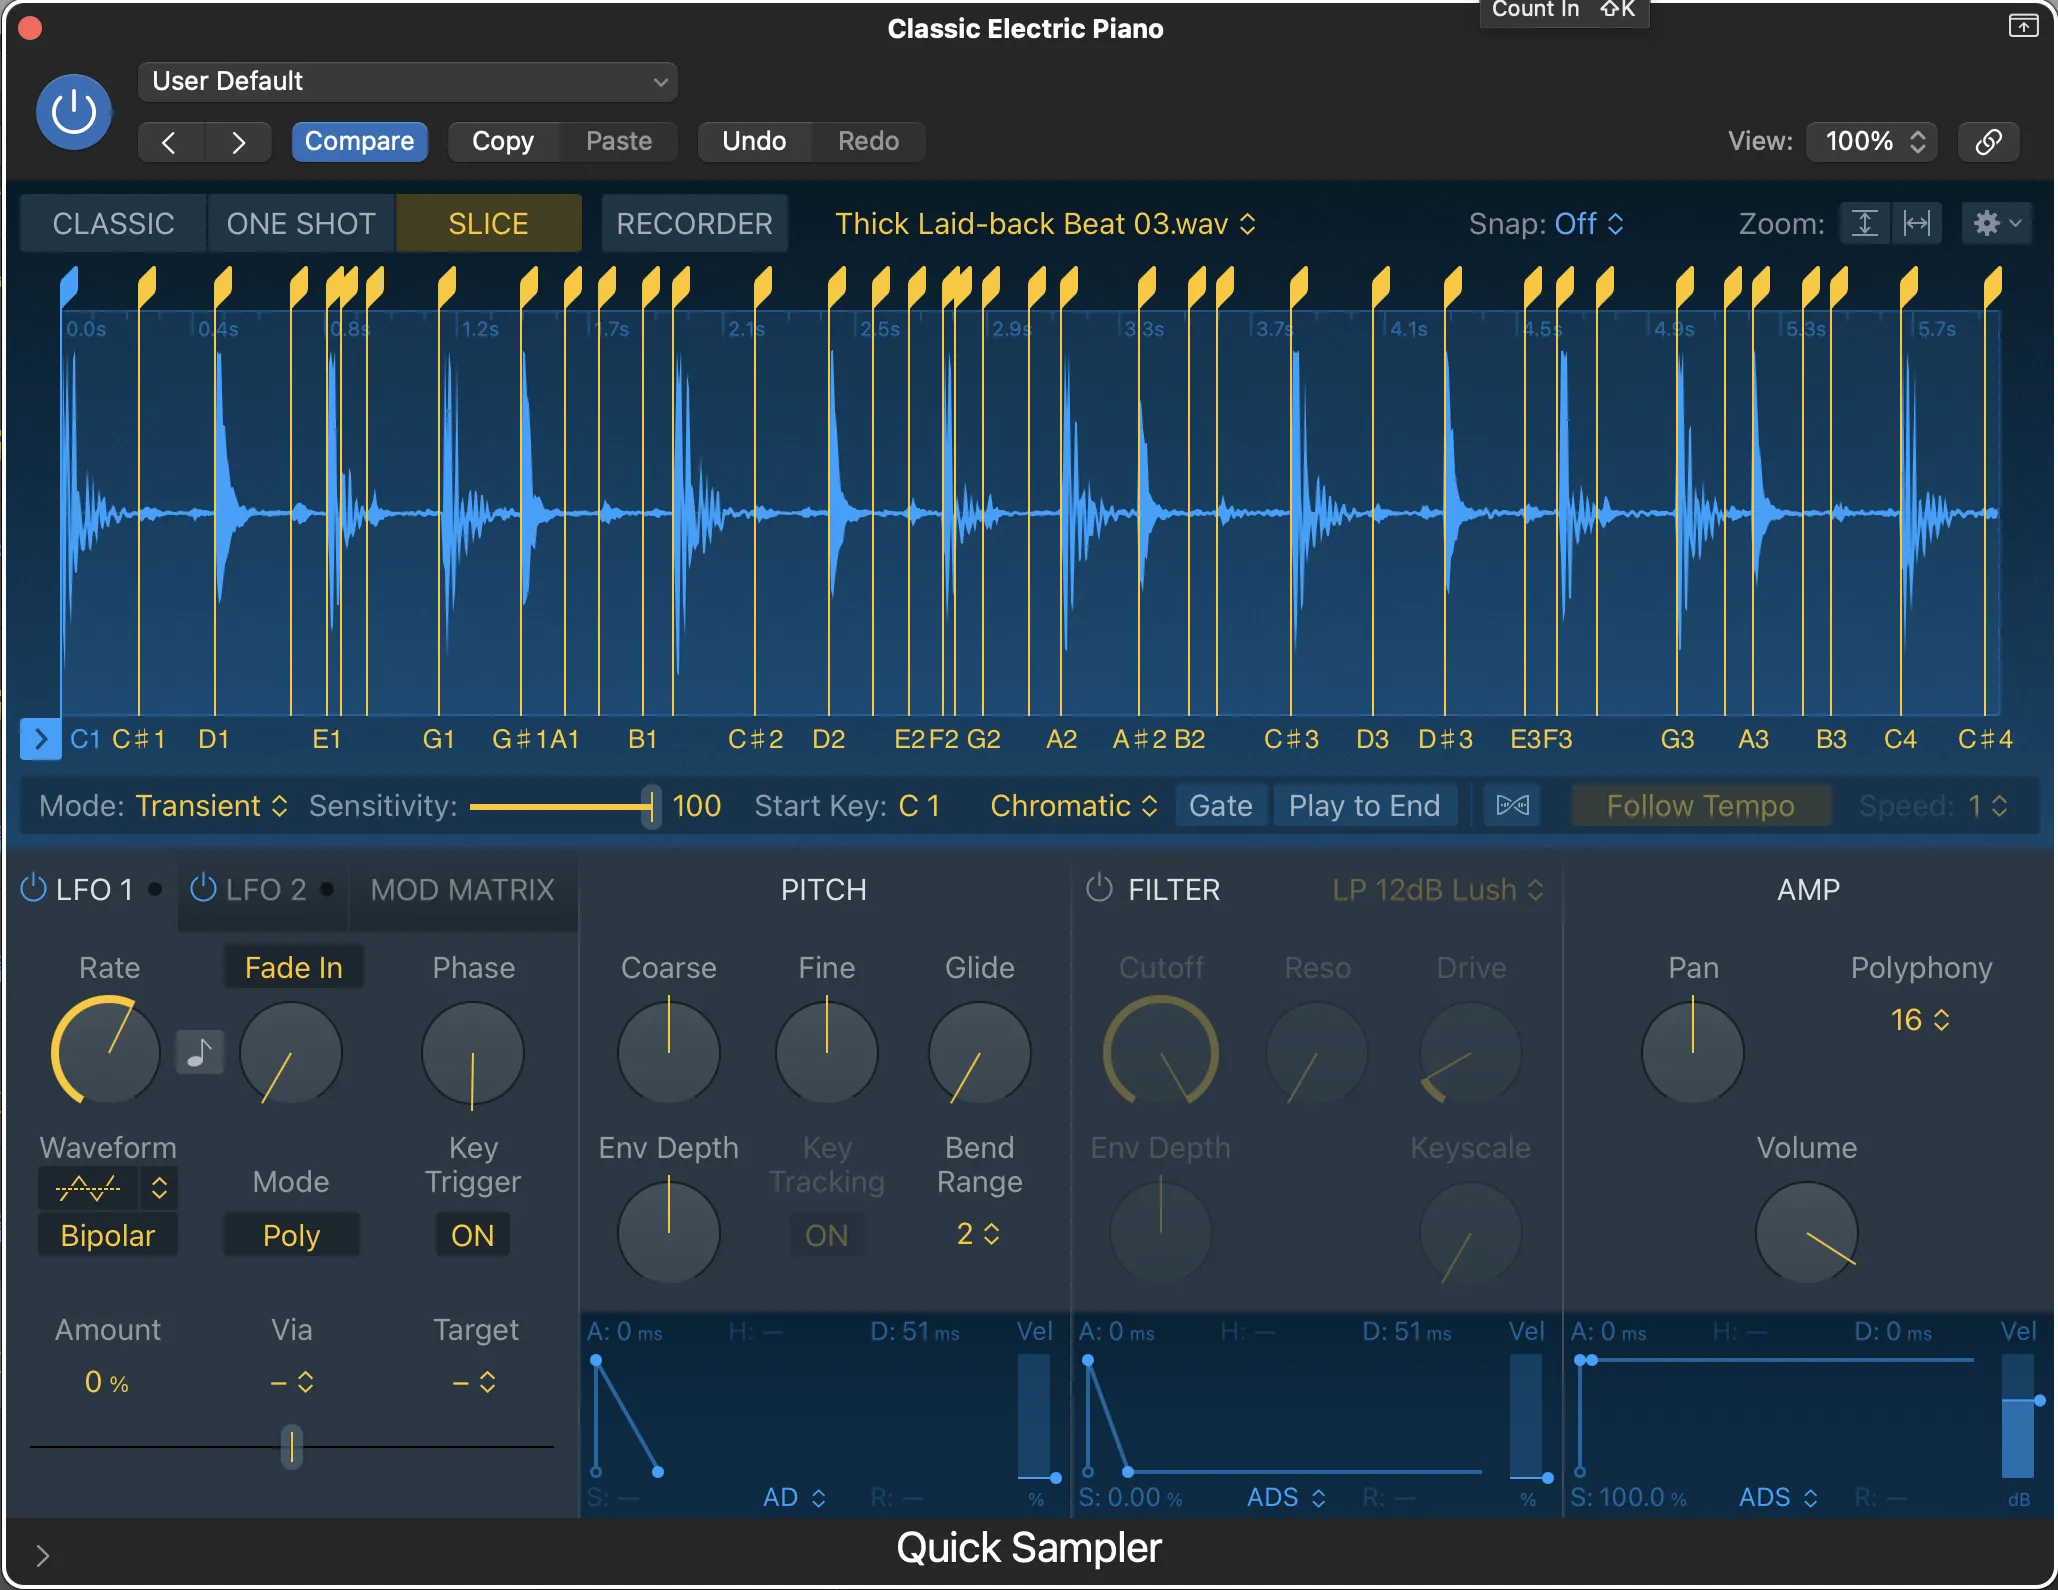 Count In ⇧K
Classic Electric Piano
User Default
Compare Copy Paste Undo Redo View: 100%
CLASSIC ONE SHOT SLICE RECORDER Thick Laid-back Beat 03.wav Snap: Off Zoom:
0.0s 0.4s 0.8s 1.2s 1.7s 2.1s 2.5s 2.9s 3.3s 3.7s 4.1s 4.5s 4.9s 5.3s 5.7s
C1 C♯1 D1 E1 G1 G♯1 A1 B1 C♯2 D2 E2 F2 G2 A2 A♯2 B2 C♯3 D3 D♯3 E3 F3 G3 A3 B3 C4 C♯4
Mode: Transient Sensitivity: 100 Start Key: C 1 Chromatic Gate Play to End Follow Tempo Speed: 1
LFO 1 LFO 2 MOD MATRIX PITCH FILTER LP 12dB Lush AMP
Rate Fade In Phase Coarse Fine Glide Cutoff Reso Drive Pan Polyphony
16
Waveform Mode Key Trigger Env Depth Key Tracking Bend Range Env Depth Keyscale Volume
Bipolar Poly ON ON 2
Amount Via Target A: 0 ms H: — D: 51 ms Vel A: 0 ms H: — D: 51 ms Vel A: 0 ms H: — D: 0 ms Vel
0 % – –
S: — AD R: — % S: 0.00 % ADS R: — % S: 100.0 % ADS R: — dB
Quick Sampler